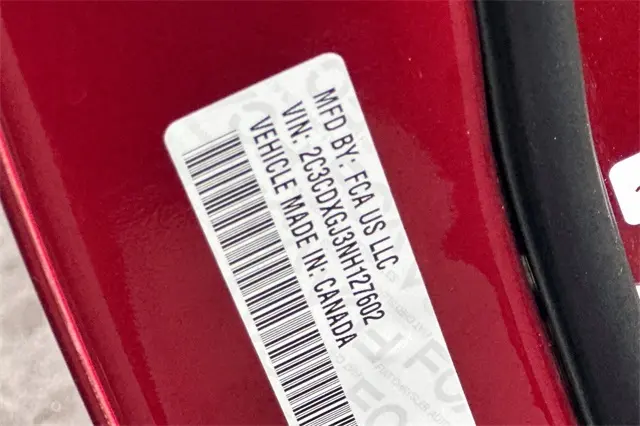 MFD BY: FCA US LLC
VIN: 2C3CDXGJ3NH127602
VEHICLE MADE IN: CANADA